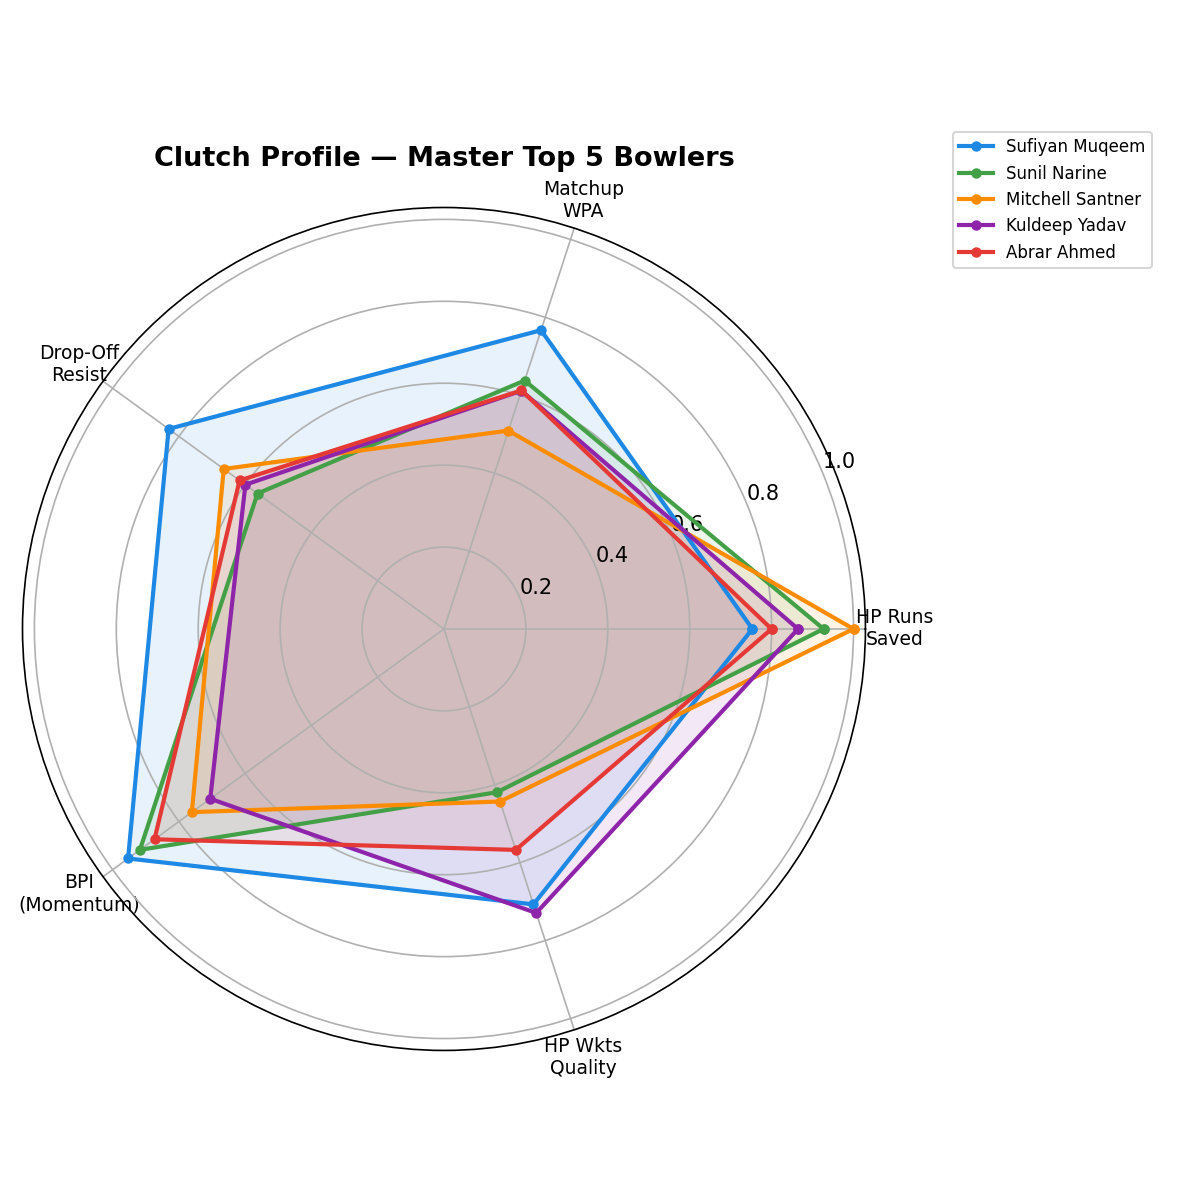 Clutch Profile — Master Top 5 Bowlers
Sufiyan Muqeem
Sunil Narine
Mitchell Santner
Kuldeep Yadav
Abrar Ahmed
Matchup
WPA
Drop-Off
Resist
1.0
0.8
0.6
0.4
0.2
HP Runs
Saved
BPI
(Momentum)
HP Wkts
Quality